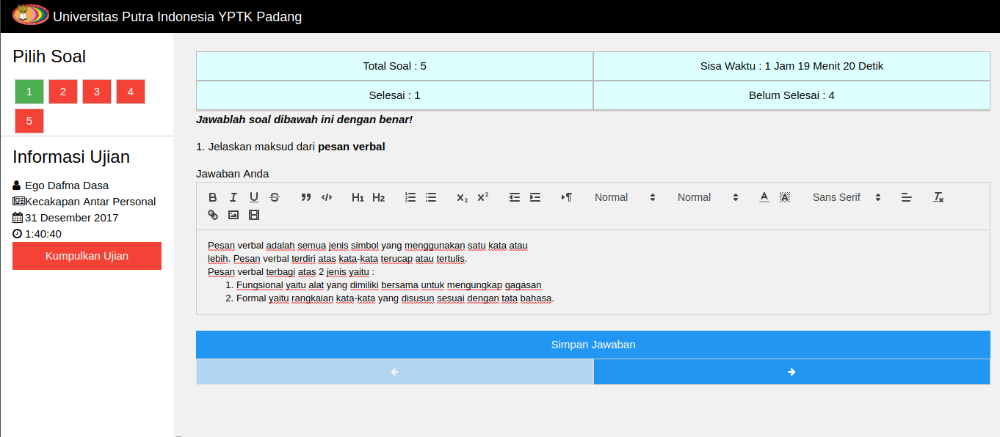 Universitas Putra Indonesia YPTK Padang
Pilih Soal
1 2 3 4
5
Informasi Ujian
Ego Dafma Dasa
Kecakapan Antar Personal
31 Desember 2017
1:40:40
Kumpulkan Ujian
Total Soal : 5
Sisa Waktu : 1 Jam 19 Menit 20 Detik
Selesai : 1
Belum Selesai : 4
Jawablah soal dibawah ini dengan benar!
1. Jelaskan maksud dari pesan verbal
Jawaban Anda
B I U S H1 H2 X2 X2 Normal Normal A A Sans Serif Tx
Pesan verbal adalah semua jenis simbol yang menggunakan satu kata atau
lebih. Pesan verbal terdiri atas kata-kata terucap atau tertulis.
Pesan verbal terbagi atas 2 jenis yaitu :
1. Fungsional yaitu alat yang dimiliki bersama untuk mengungkap gagasan
2. Formal yaitu rangkaian kata-kata yang disusun sesuai dengan tata bahasa.
Simpan Jawaban